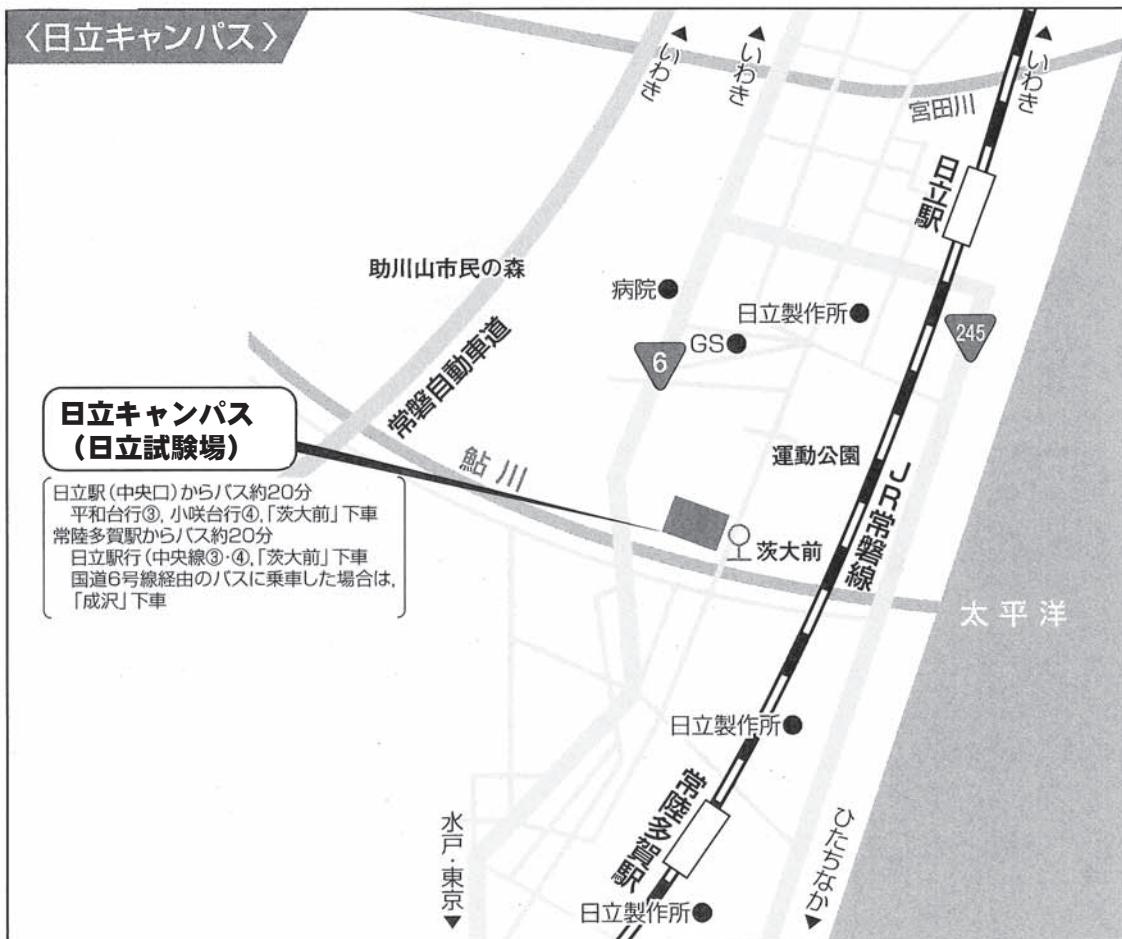 〈日立キャンパス〉
いわき
いわき
いわき
宮田川
日立駅
助川山市民の森
病院
日立製作所
GS
6
245
常磐自動車道
日立キャンパス
（日立試験場）
鮎川
運動公園
JR常磐線
日立駅（中央口）からバス約20分
平和台行③, 小咲台行④,「茨大前」下車
常陸多賀駅からバス約20分
日立駅行（中央線③・④,「茨大前」下車
国道6号線経由のバスに乗車した場合は,
「成沢」下車
茨大前
太平洋
日立製作所
常陸多賀駅
水戸・東京
ひたちなか
日立製作所